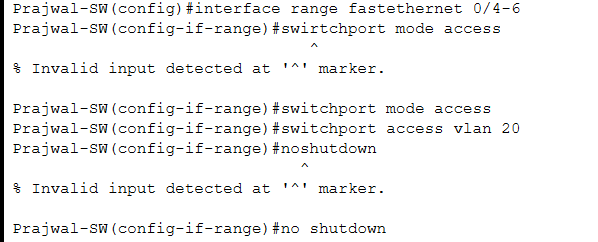 Prajwal-SW(config)#interface range fastethernet 0/4-6
Prajwal-SW(config-if-range)#swirtchport mode access
^
% Invalid input detected at '^' marker.
Prajwal-SW(config-if-range)#switchport mode access
Prajwal-SW(config-if-range)#switchport access vlan 20
Prajwal-SW(config-if-range)#noshutdown
^
% Invalid input detected at '^' marker.
Prajwal-SW(config-if-range)#no shutdown